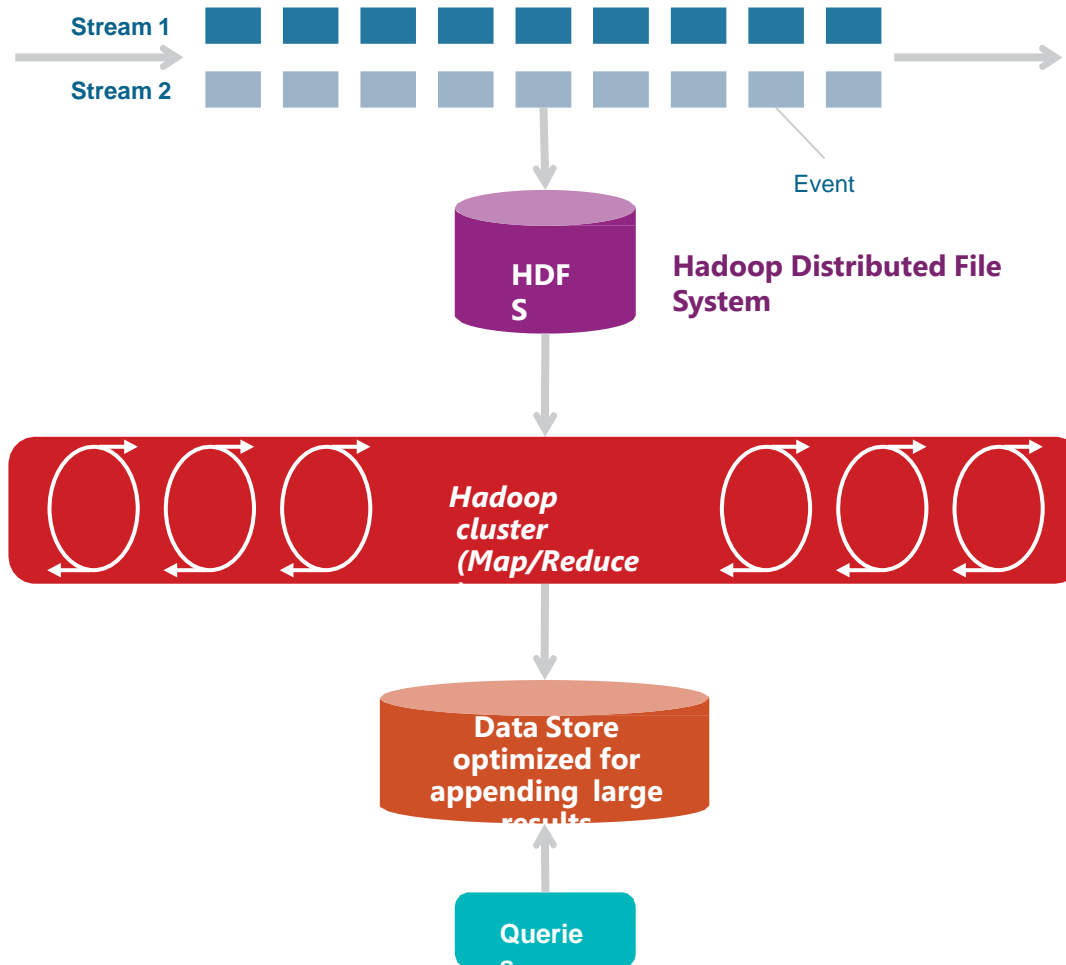 Stream 1
Stream 2
Event
HDF
S
Hadoop Distributed File
System
Hadoop
cluster
(Map/Reduce
Data Store
optimized for
appending large
results
Querie
s